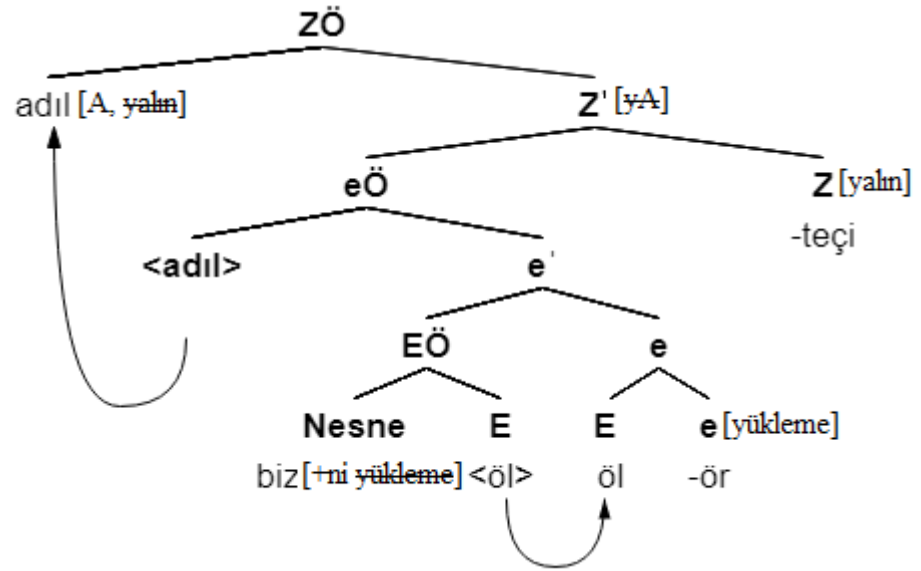 ZÖ
adıl [A, yalın]
Z' [yA]
eÖ
Z [yalın]
-teçi
<adıl>
e'
EÖ
e
Nesne E E e [yükleme]
biz [+ni yükleme] <öl> öl -ör